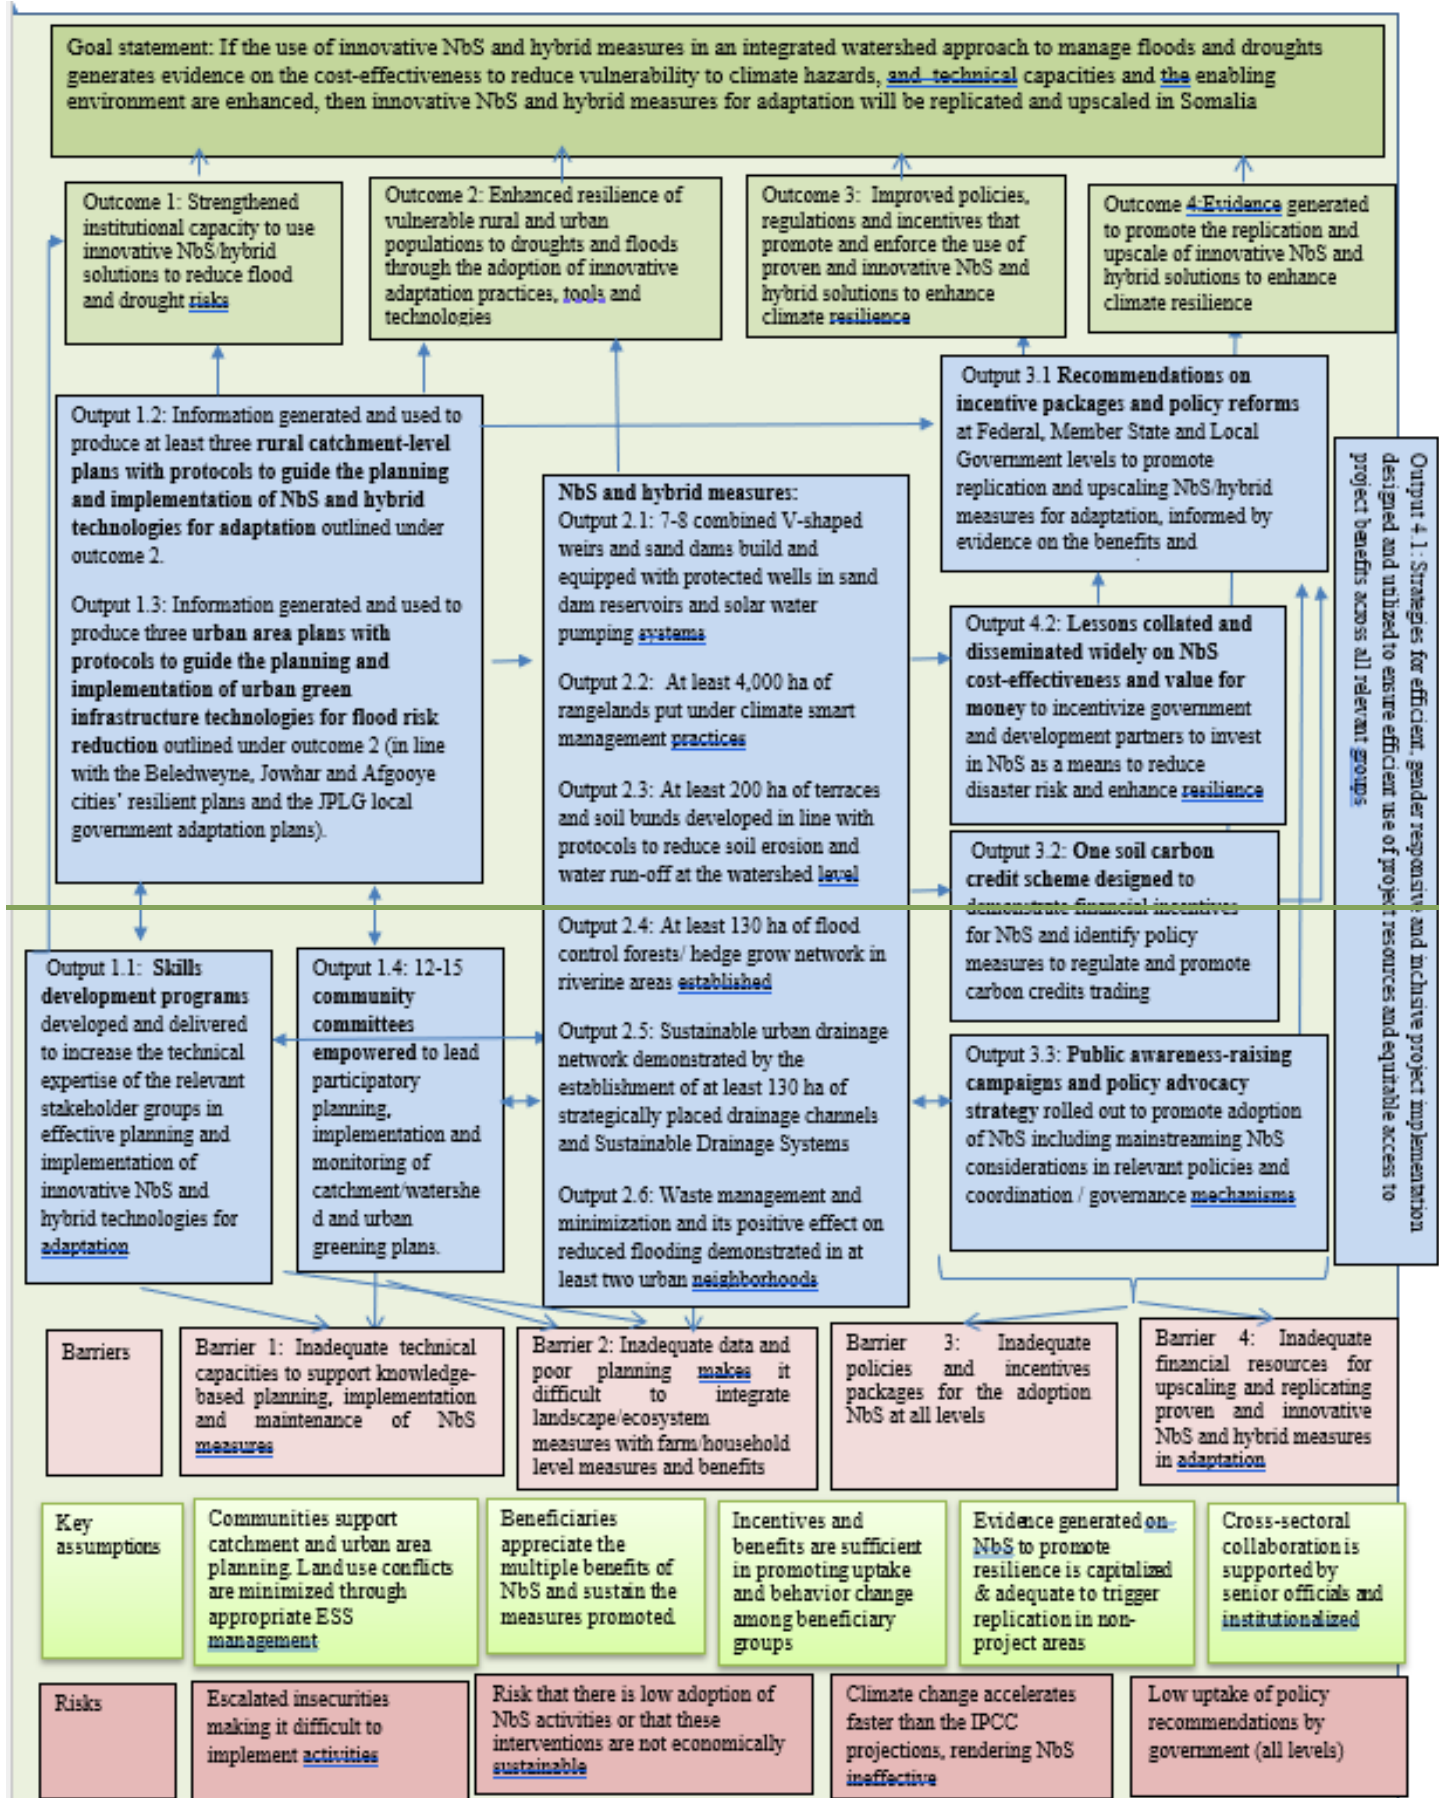 Goal statement: If the use of innovative NbS and hybrid measures in an integrated watershed approach to manage floods and droughts
generates evidence on the cost-effectiveness to reduce vulnerability to climate hazards, and technical capacities and the enabling
environment are enhanced, then innovative NbS and hybrid measures for adaptation will be replicated and upscaled in Somalia
Outcome 1: Strengthened
institutional capacity to use
innovative NbS/hybrid
solutions to reduce flood
and drought risks
Outcome 2: Enhanced resilience of
vulnerable rural and urban
populations to droughts and floods
through the adoption of innovative
adaptation practices, tools and
technologies
Outcome 3: Improved policies,
regulations and incentives that
promote and enforce the use of
proven and innovative NbS and
hybrid solutions to enhance
climate resilience
Outcome 4:Evidence generated
to promote the replication and
upscale of innovative NbS and
hybrid solutions to enhance
climate resilience
Output 1.2: Information generated and used to
produce at least three rural catchment-level
plans with protocols to guide the planning
and implementation of NbS and hybrid
technologies for adaptation outlined under
outcome 2.
Output 1.3: Information generated and used to
produce three urban area plans with
protocols to guide the planning and
implementation of urban green
infrastructure technologies for flood risk
reduction outlined under outcome 2 (in line
with the Beledweyne, Jowhar and Afgooye
cities' resilient plans and the JPLG local
government adaptation plans).
NbS and hybrid measures:
Output 2.1: 7-8 combined V-shaped
weirs and sand dams build and
equipped with protected wells in sand
dam reservoirs and solar water
pumping systems
Output 2.2: At least 4,000 ha of
rangelands put under climate smart
management practices
Output 2.3: At least 200 ha of terraces
and soil bunds developed in line with
protocols to reduce soil erosion and
water run-off at the watershed level
Output 2.4: At least 130 ha of flood
control forests/ hedge grow network in
riverine areas established
Output 2.5: Sustainable urban drainage
network demonstrated by the
establishment of at least 130 ha of
strategically placed drainage channels
and Sustainable Drainage Systems
Output 2.6: Waste management and
minimization and its positive effect on
reduced flooding demonstrated in at
least two urban neighborhoods
Output 3.1 Recommendations on
incentive packages and policy reforms
at Federal, Member State and Local
Government levels to promote
replication and upscaling NbS/hybrid
measures for adaptation, informed by
evidence on the benefits and
Output 4.2: Lessons collated and
disseminated widely on NbS
cost-effectiveness and value for
money to incentivize government
and development partners to invest
in NbS as a means to reduce
disaster risk and enhance resilience
Output 3.2: One soil carbon
credit scheme designed to
demonstrate financial incentives
for NbS and identify policy
measures to regulate and promote
carbon credits trading
Output 3.3: Public awareness-raising
campaigns and policy advocacy
strategy rolled out to promote adoption
of NbS including mainstreaming NbS
considerations in relevant policies and
coordination / governance mechanisms
Output 4.1: Strategies for efficient, gender responsive and inclusive project implementation
designed and utilized to ensure efficient use of project resources and equitable access to
project benefits across all relevant groups
Output 1.1: Skills
development programs
developed and delivered
to increase the technical
expertise of the relevant
stakeholder groups in
effective planning and
implementation of
innovative NbS and
hybrid technologies for
adaptation
Output 1.4: 12-15
community
committees
empowered to lead
participatory
planning,
implementation and
monitoring of
catchment/watershe
d and urban
greening plans.
Barriers
Barrier 1: Inadequate technical
capacities to support knowledge-
based planning, implementation
and maintenance of NbS
measures
Barrier 2: Inadequate data and
poor planning makes it
difficult to integrate
landscape/ecosystem
measures with farm/household
level measures and benefits
Barrier 3: Inadequate
policies and incentives
packages for the adoption
NbS at all levels
Barrier 4: Inadequate
financial resources for
upscaling and replicating
proven and innovative
NbS and hybrid measures
in adaptation
Key
assumptions
Communities support
catchment and urban area
planning. Land use conflicts
are minimized through
appropriate ESS
management
Beneficiaries
appreciate the
multiple benefits of
NbS and sustain the
measures promoted.
Incentives and
benefits are sufficient
in promoting uptake
and behavior change
among beneficiary
groups
Evidence generated on
NbS to promote
resilience is capitalized
& adequate to trigger
replication in non-
project areas
Cross-sectoral
collaboration is
supported by
senior officials and
institutionalized
Risks
Escalated insecurities
making it difficult to
implement activities
Risk that there is low adoption of
NbS activities or that these
interventions are not economically
sustainable
Climate change accelerates
faster than the IPCC
projections, rendering NbS
ineffective
Low uptake of policy
recommendations by
government (all levels)